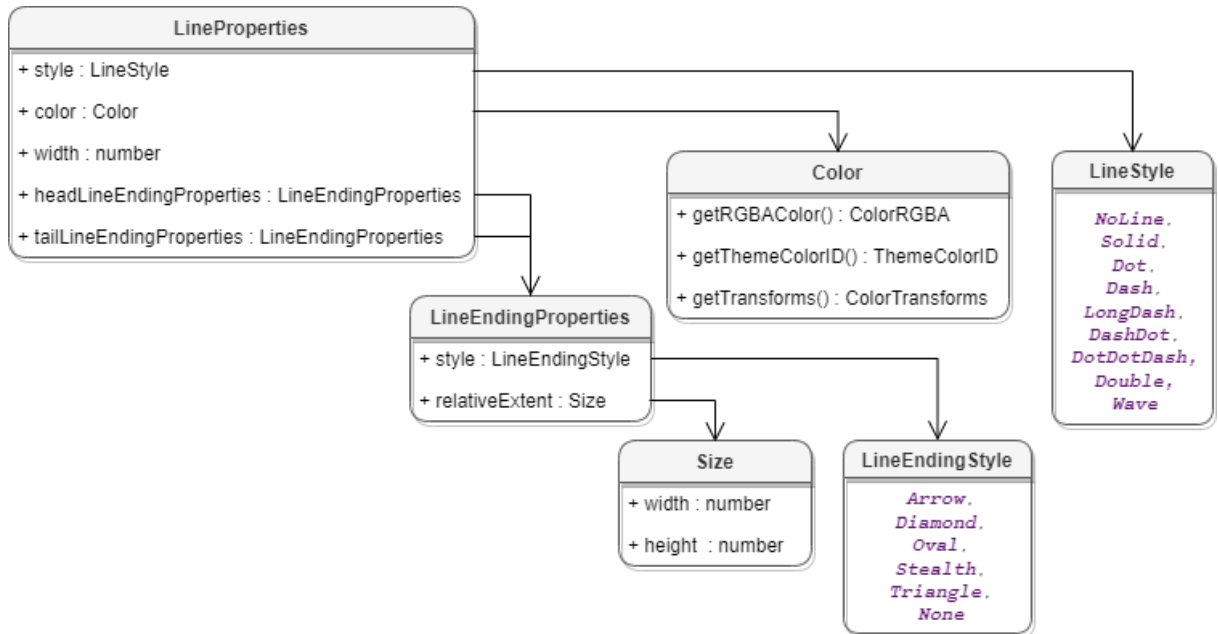 LineProperties
+ style : LineStyle
+ color : Color
+ width : number
+ headLineEndingProperties : LineEndingProperties
+ tailLineEndingProperties : LineEndingProperties
Color
+ getRGBAColor() : ColorRGBA
+ getThemeColorID() : ThemeColorID
+ getTransforms() : ColorTransforms
LineStyle
NoLine,
Solid,
Dot,
Dash,
LongDash,
DashDot,
DotDotDash,
Double,
Wave
LineEndingProperties
+ style : LineEndingStyle
+ relativeExtent : Size
Size
+ width : number
+ height : number
LineEndingStyle
Arrow,
Diamond,
Oval,
Stealth,
Triangle,
None